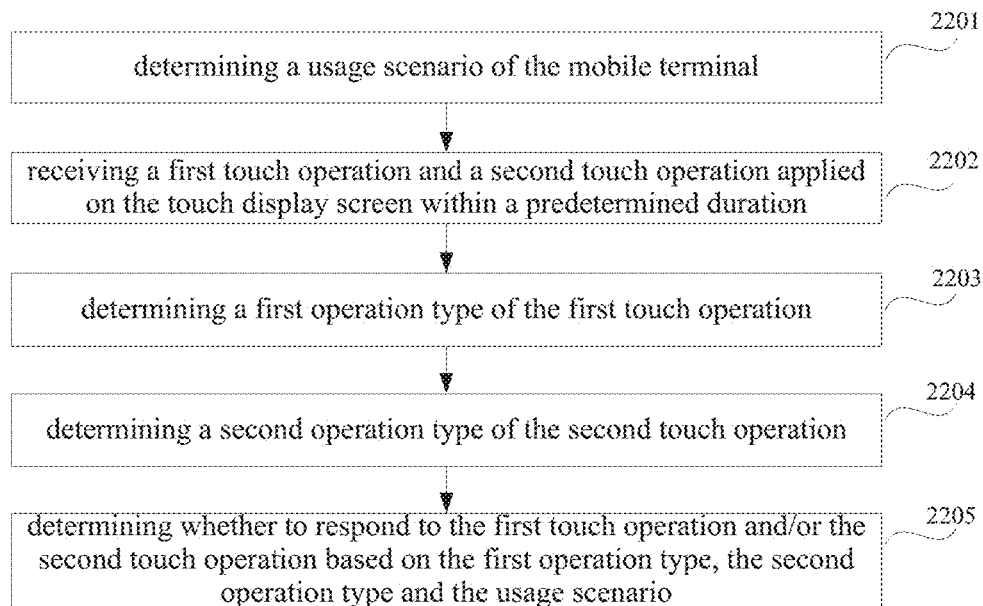 2201
determining a usage scenario of the mobile terminal
2202
receiving a first touch operation and a second touch operation applied
on the touch display screen within a predetermined duration
2203
determining a first operation type of the first touch operation
2204
determining a second operation type of the second touch operation
2205
determining whether to respond to the first touch operation and/or the
second touch operation based on the first operation type, the second
operation type and the usage scenario